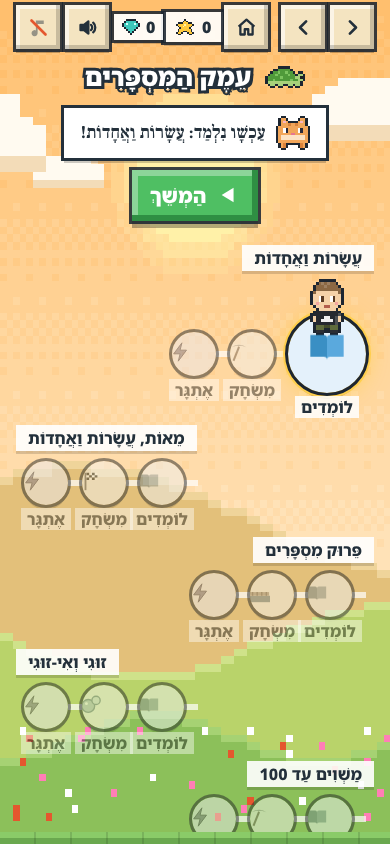 0 0
עֵמֶק הַמִּסְפָּרִים
עַכְשָׁו נִלְמַד: עֲשָׂרוֹת וַאֲחָדוֹת!
הַמְשֵׁךְ
עֲשָׂרוֹת וַאֲחָדוֹת
לוֹמְדִים מִשְׂחָק אֶתְגָּר
מֵאוֹת, עֲשָׂרוֹת וַאֲחָדוֹת
לוֹמְדִים מִשְׂחָק אֶתְגָּר
פֵּרוּק מִסְפָּרִים
לוֹמְדִים מִשְׂחָק אֶתְגָּר
זוּגִי וְאִי-זוּגִי
לוֹמְדִים מִשְׂחָק אֶתְגָּר
מַשְׁוִים עַד 100